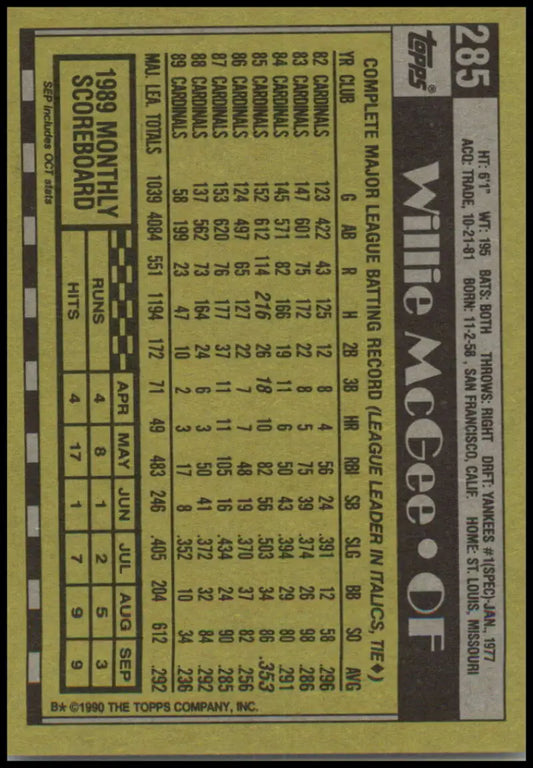 285
topps®
HT: 6'1" WT: 195 BATS: BOTH THROWS: RIGHT DRFT: YANKEES #1(SPEC)-JAN., 1977
ACQ: TRADE, 10-21-81 BORN: 11-2-58, SAN FRANCISCO, CALIF. HOME: ST. LOUIS, MISSOURI
Willie McGee • OF
COMPLETE MAJOR LEAGUE BATTING RECORD (LEAGUE LEADER IN ITALICS, TIE♦)
YR CLUB G AB R H 2B 3B HR RBI SB SLG BB SO AVG
82 CARDINALS 123 422 43 125 12 8 4 56 24 .391 12 58 .296
83 CARDINALS 147 601 75 172 22 8 5 75 39 .374 26 98 .286
84 CARDINALS 145 571 82 166 19 11 6 50 43 .394 29 80 .291
85 CARDINALS 152 612 114 216 26 18 10 82 56 .503 34 86 .353
86 CARDINALS 124 497 65 127 22 7 7 48 19 .370 37 82 .256
87 CARDINALS 153 620 76 177 37 11 11 105 16 .434 24 90 .285
88 CARDINALS 137 562 73 164 24 6 3 50 41 .372 32 84 .292
89 CARDINALS 58 199 23 47 10 2 3 17 8 .352 10 34 .236
MAJ. LEA. TOTALS 1039 4084 551 1194 172 71 49 483 246 .405 204 612 .292
1989 MONTHLY
SCOREBOARD
APR MAY JUN JUL AUG SEP
RUNS 4 8 1 2 5 3
HITS 4 17 1 7 9 9
SEP includes OCT stats
B* ©1990 THE TOPPS COMPANY, INC.